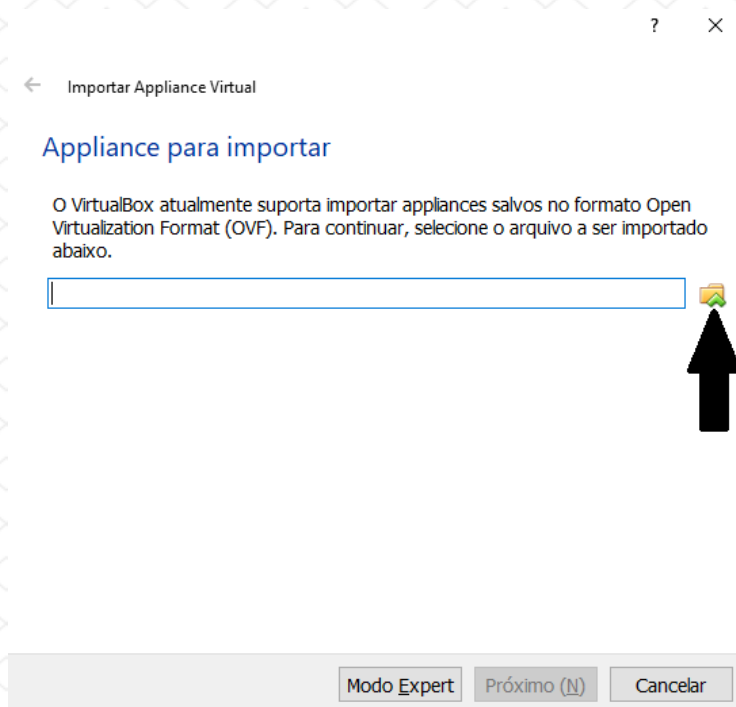 ?
Importar Appliance Virtual
Appliance para importar
O VirtualBox atualmente suporta importar appliances salvos no formato Open
Virtualization Format (OVF). Para continuar, selecione o arquivo a ser importado
abaixo.
Modo Expert Próximo (N) Cancelar